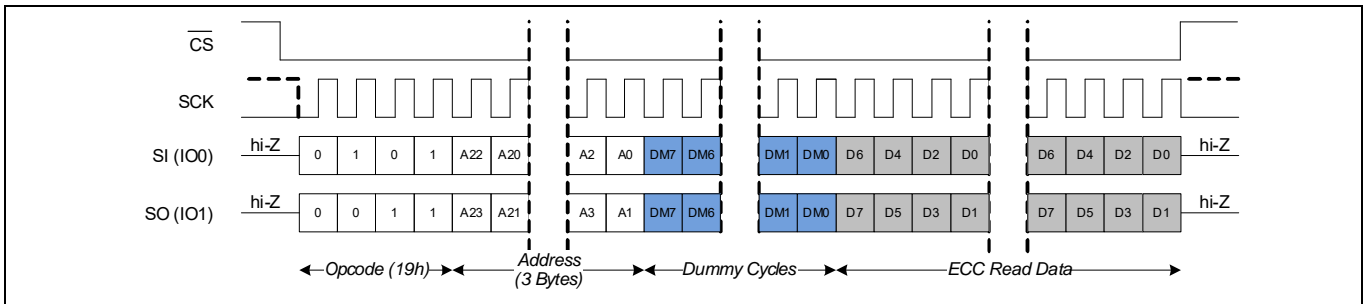 CS
SCK
hi-Z SI (IO0) 0 1 0 1 A22 A20 A2 A0 DM7 DM6 DM1 DM0 D6 D4 D2 D0 D6 D4 D2 D0 hi-Z
hi-Z SO (IO1) 0 0 1 1 A23 A21 A3 A1 DM7 DM6 DM1 DM0 D7 D5 D3 D1 D7 D5 D3 D1 hi-Z
Opcode (19h) Address Dummy Cycles ECC Read Data
(3 Bytes)